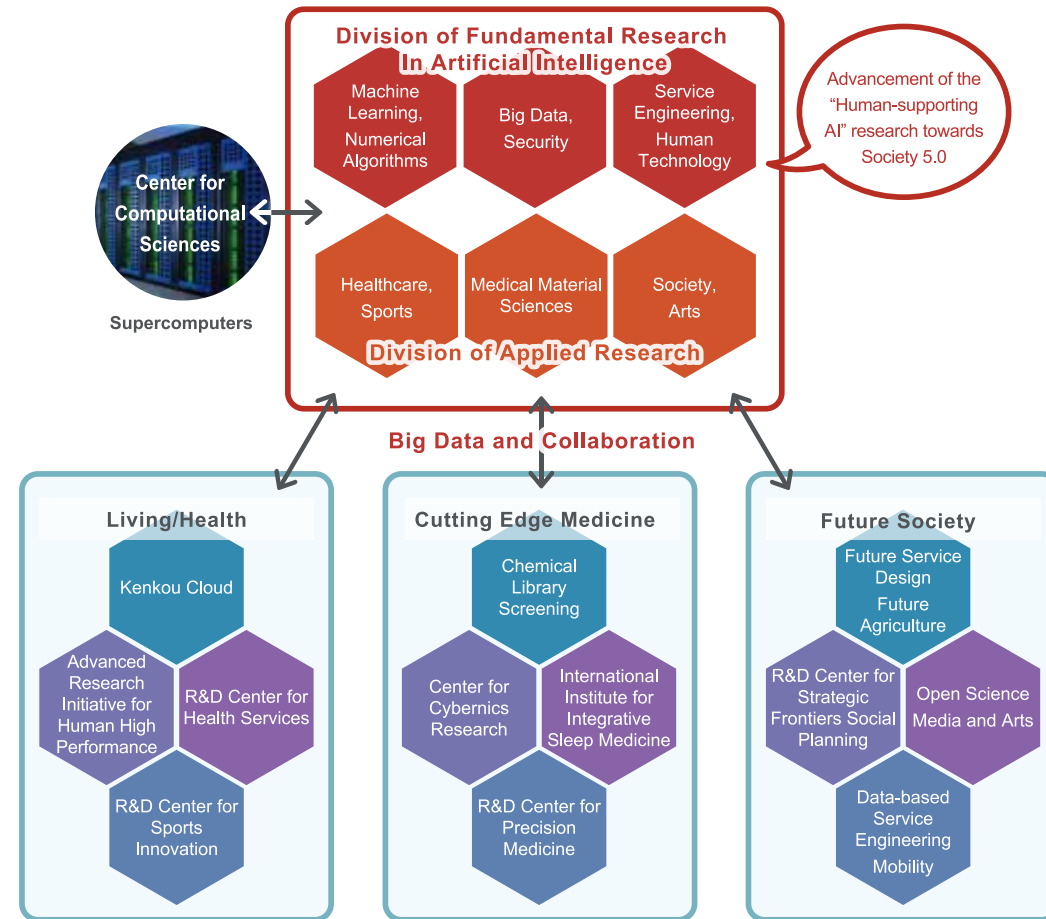 Division of Fundamental Research
In Artificial Intelligence
Machine
Learning,
Numerical
Algorithms
Big Data,
Security
Service
Engineering,
Human
Technology
Advancement of the
“Human-supporting
AI” research towards
Society 5.0
Center for
Computational
Sciences
Supercomputers
Healthcare,
Sports
Medical Material
Sciences
Society,
Arts
Division of Applied Research
Big Data and Collaboration
Living/Health
Kenkou Cloud
Advanced
Research
Initiative for
Human High
Performance
R&D Center for
Health Services
R&D Center for
Sports
Innovation
Cutting Edge Medicine
Chemical
Library
Screening
Center for
Cybernics
Research
International
Institute for
Integrative
Sleep Medicine
R&D Center for
Precision
Medicine
Future Society
Future Service
Design
Future
Agriculture
R&D Center for
Strategic
Frontiers Social
Planning
Open Science
Media and Arts
Data-based
Service
Engineering
Mobility